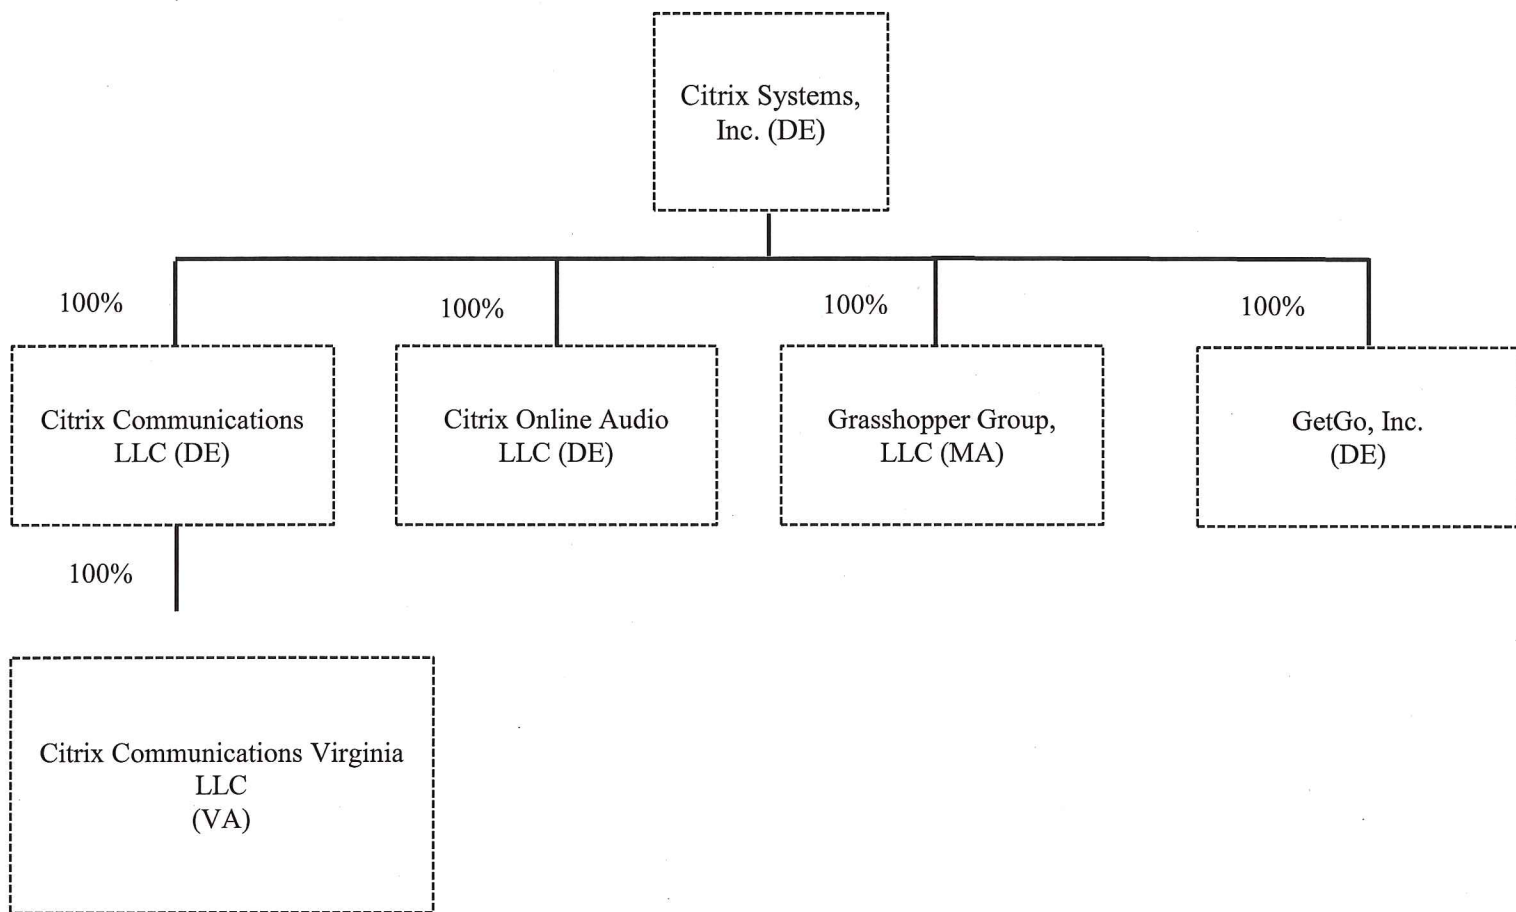 Citrix Systems,
Inc. (DE)
100%
100%
100%
100%
Citrix Communications
LLC (DE)
Citrix Online Audio
LLC (DE)
Grasshopper Group,
LLC (MA)
GetGo, Inc.
(DE)
100%
Citrix Communications Virginia
LLC
(VA)